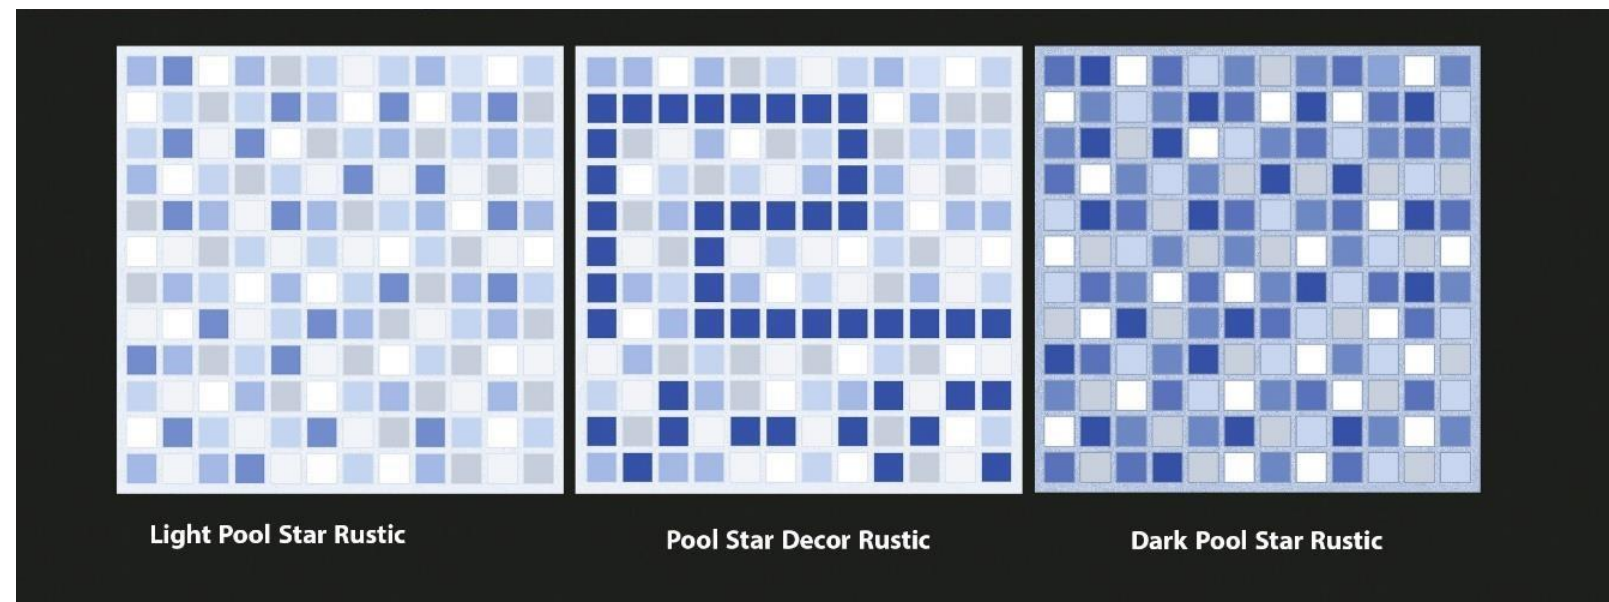 Light Pool Star Rustic
Pool Star Decor Rustic
Dark Pool Star Rustic